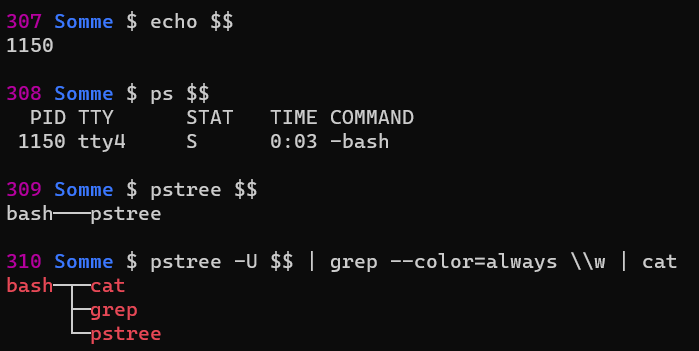 307 Somme $ echo $$
1150
308 Somme $ ps $$
  PID TTY      STAT   TIME COMMAND
 1150 tty4     S      0:03 -bash
309 Somme $ pstree $$
bash───pstree
310 Somme $ pstree -U $$ | grep --color=always \\w | cat
bash─┬─cat
     ├─grep
     └─pstree